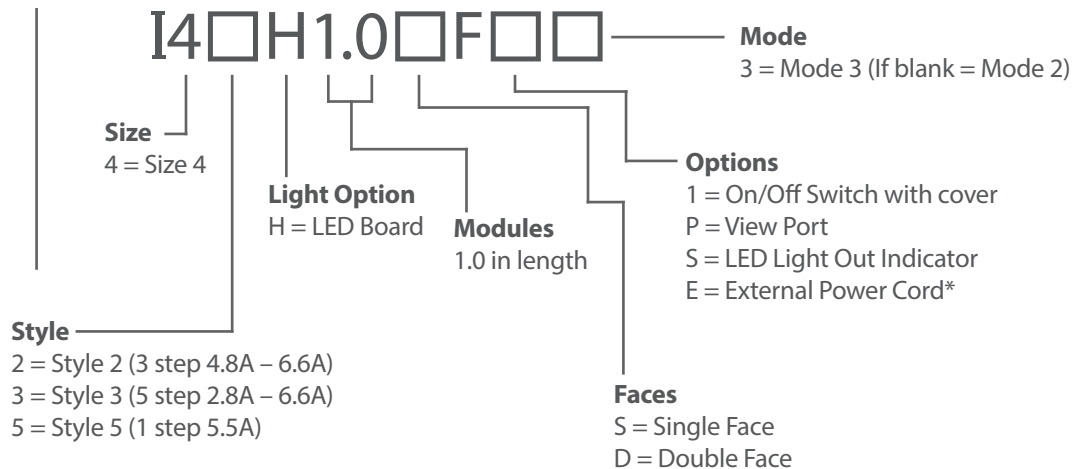 I4□H1.0□F□□
Mode
3 = Mode 3 (If blank = Mode 2)
Size
4 = Size 4
Light Option
H = LED Board
Modules
1.0 in length
Options
1 = On/Off Switch with cover
P = View Port
S = LED Light Out Indicator
E = External Power Cord*
Style
2 = Style 2 (3 step 4.8A – 6.6A)
3 = Style 3 (5 step 2.8A – 6.6A)
5 = Style 5 (1 step 5.5A)
Faces
S = Single Face
D = Double Face